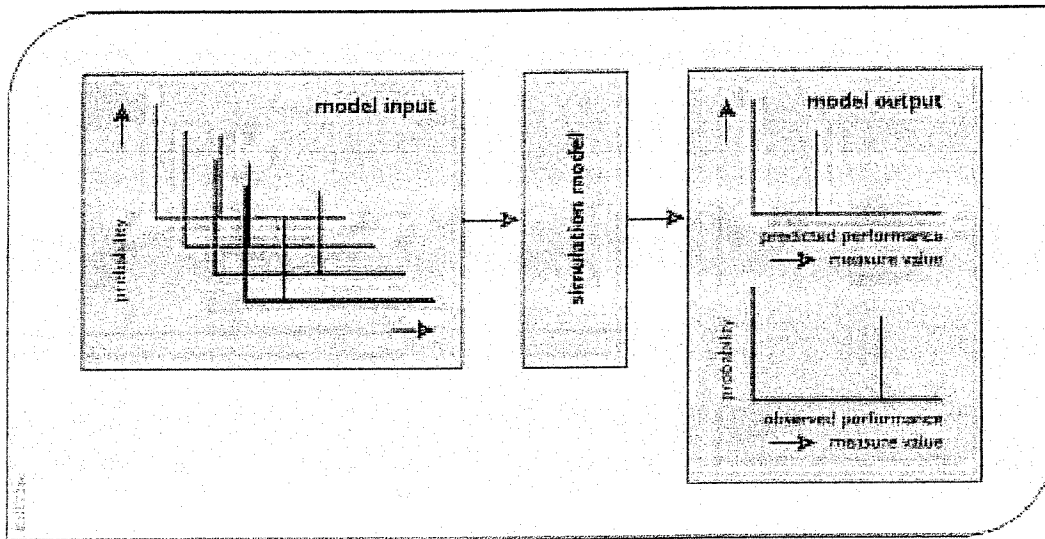 model input
probability
simulation model
model output
predicted performance
measure value
probability
observed performance
measure value